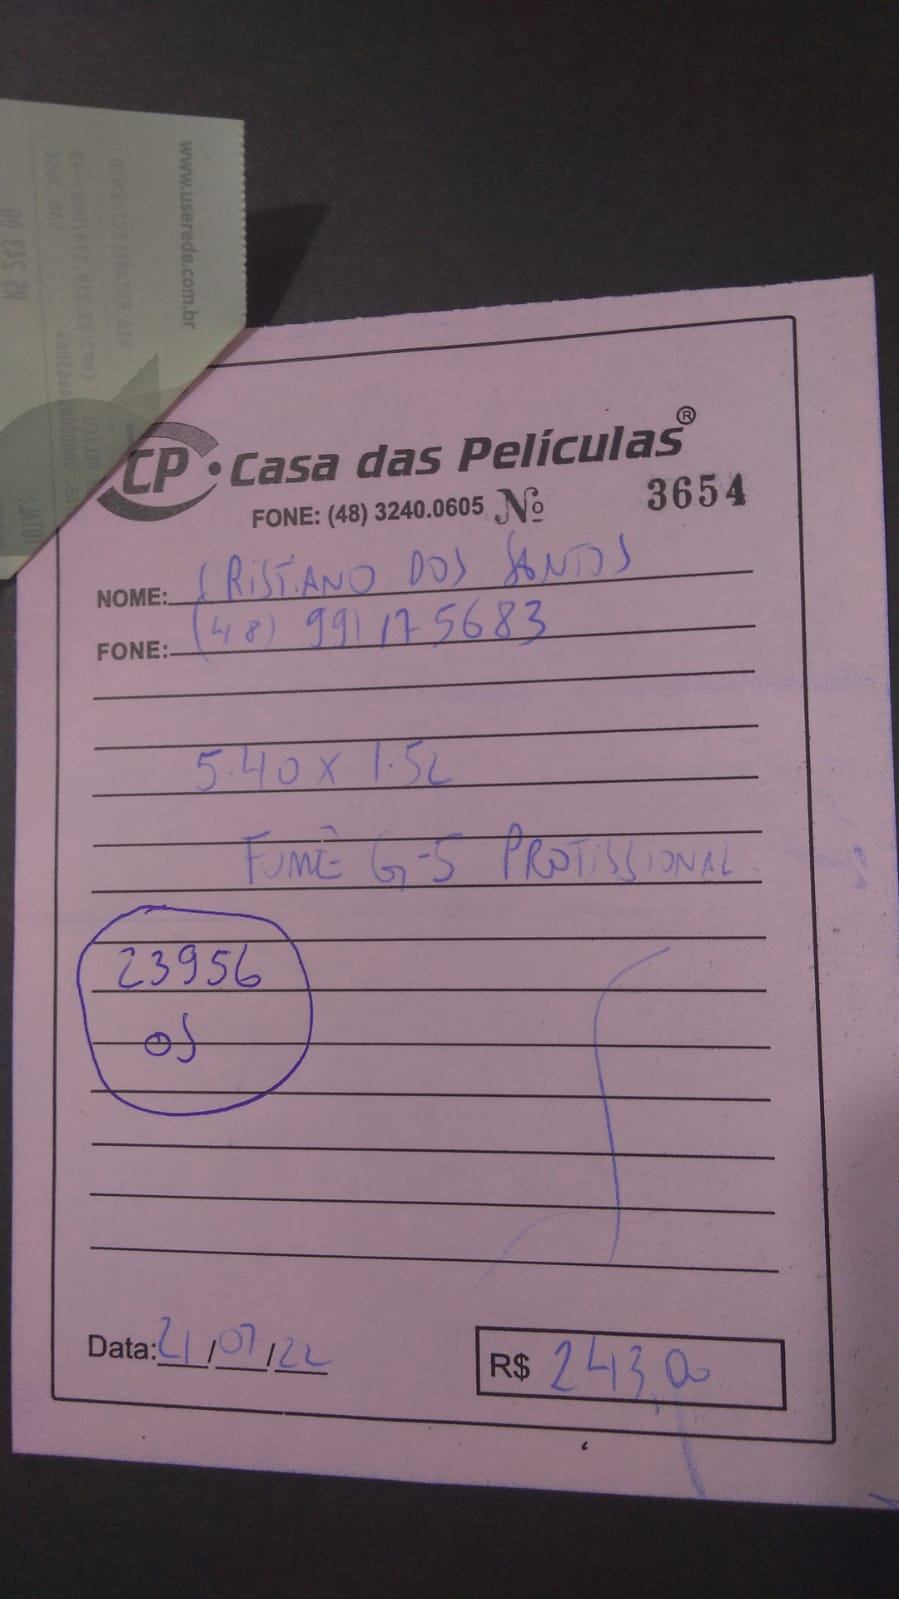 www.userede.com.br
CP • Casa das Películas®
FONE: (48) 3240.0605 Nº 3654
NOME: CRISTIANO DOS SANTOS
FONE: (48) 991175683
5.40 x 1.52
FUMÊ G-5 PROFISSIONAL
23956
OS
Data: 21/07/22
R$ 243,00